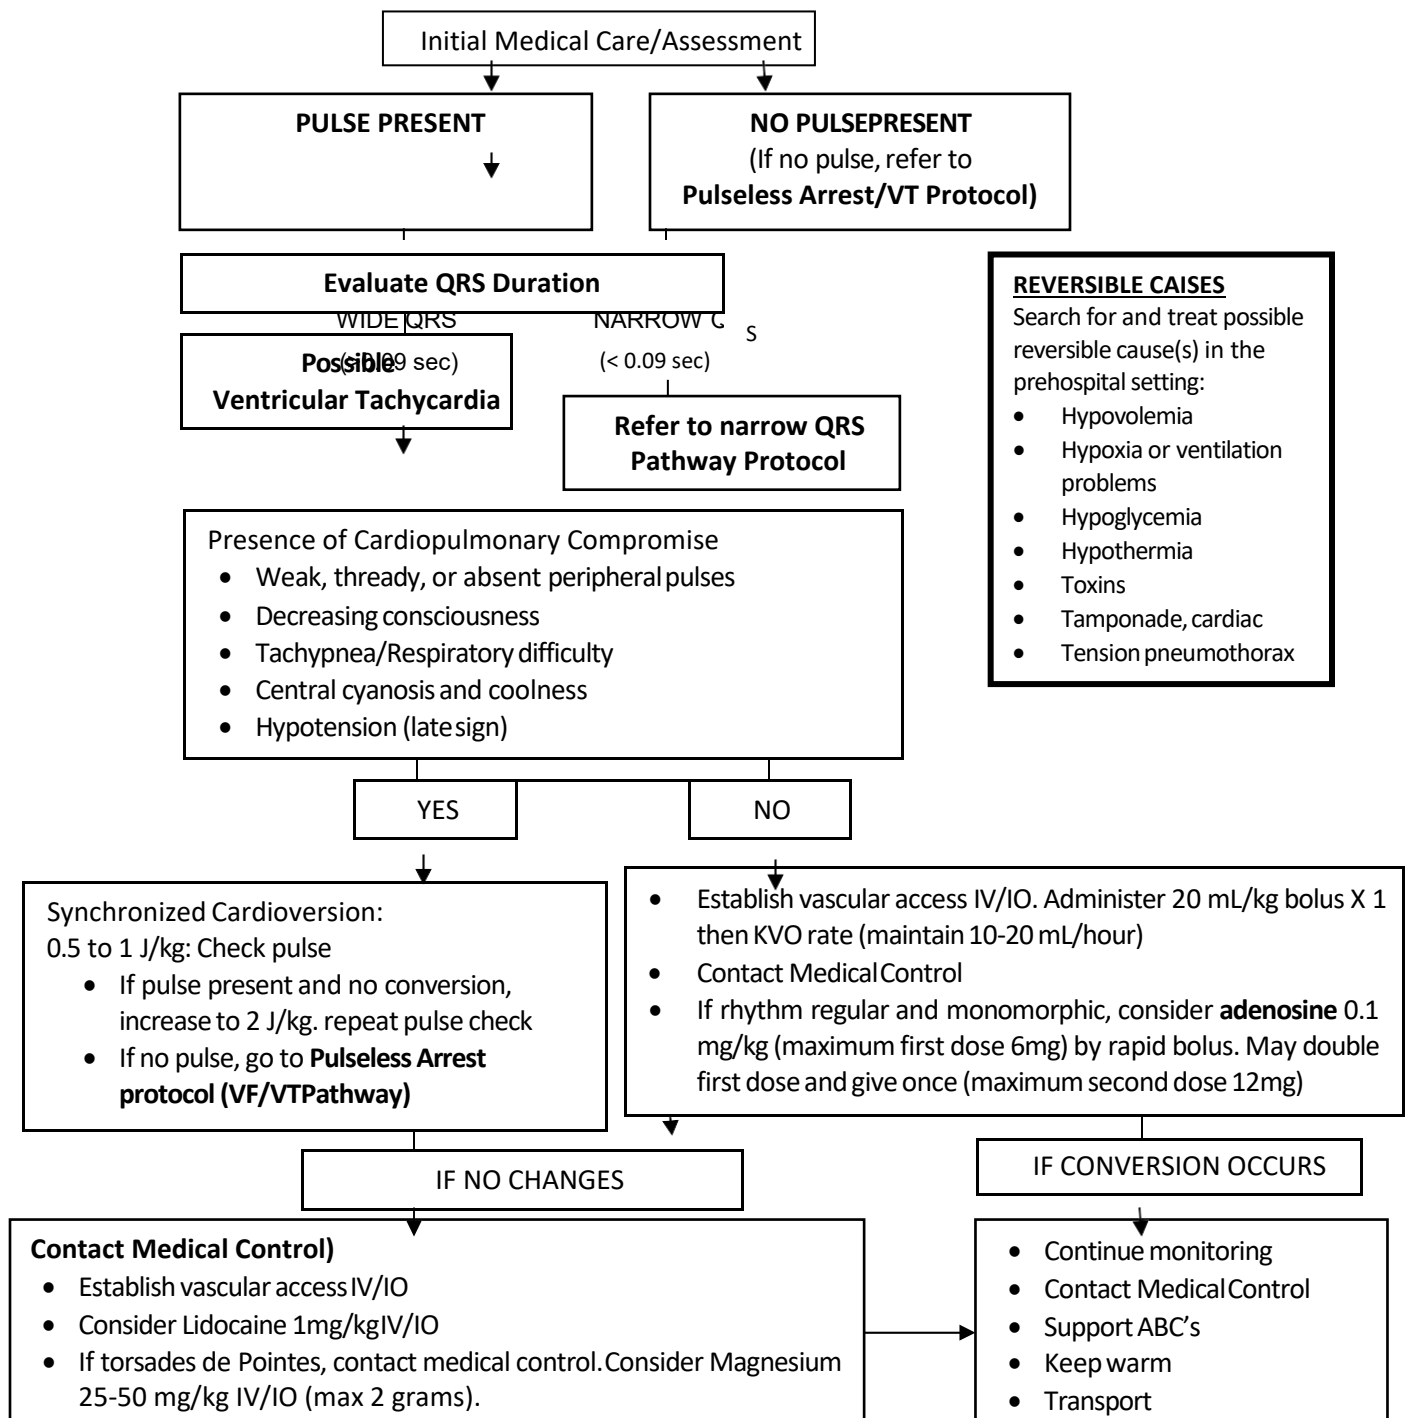 Initial Medical Care/Assessment
PULSE PRESENT
NO PULSEPRESENT
(If no pulse, refer to
Pulseless Arrest/VT Protocol)
Evaluate QRS Duration
WIDE QRS
(>0.09 sec)
NARROW Q S
(< 0.09 sec)
Possible
Ventricular Tachycardia
Refer to narrow QRS
Pathway Protocol
REVERSIBLE CAISES
Search for and treat possible
reversible cause(s) in the
prehospital setting:
• Hypovolemia
• Hypoxia or ventilation
problems
• Hypoglycemia
• Hypothermia
• Toxins
• Tamponade, cardiac
• Tension pneumothorax
Presence of Cardiopulmonary Compromise
• Weak, thready, or absent peripheral pulses
• Decreasing consciousness
• Tachypnea/Respiratory difficulty
• Central cyanosis and coolness
• Hypotension (late sign)
YES
NO
Synchronized Cardioversion:
0.5 to 1 J/kg: Check pulse
• If pulse present and no conversion,
increase to 2 J/kg. repeat pulse check
• If no pulse, go to Pulseless Arrest
protocol (VF/VTPathway)
• Establish vascular access IV/IO. Administer 20 mL/kg bolus X 1
then KVO rate (maintain 10-20 mL/hour)
• Contact Medical Control
• If rhythm regular and monomorphic, consider adenosine 0.1
mg/kg (maximum first dose 6mg) by rapid bolus. May double
first dose and give once (maximum second dose 12mg)
IF NO CHANGES
IF CONVERSION OCCURS
Contact Medical Control)
• Establish vascular access IV/IO
• Consider Lidocaine 1mg/kgIV/IO
• If torsades de Pointes, contact medical control.Consider Magnesium
25-50 mg/kg IV/IO (max 2 grams).
• Continue monitoring
• Contact Medical Control
• Support ABC’s
• Keep warm
• Transport